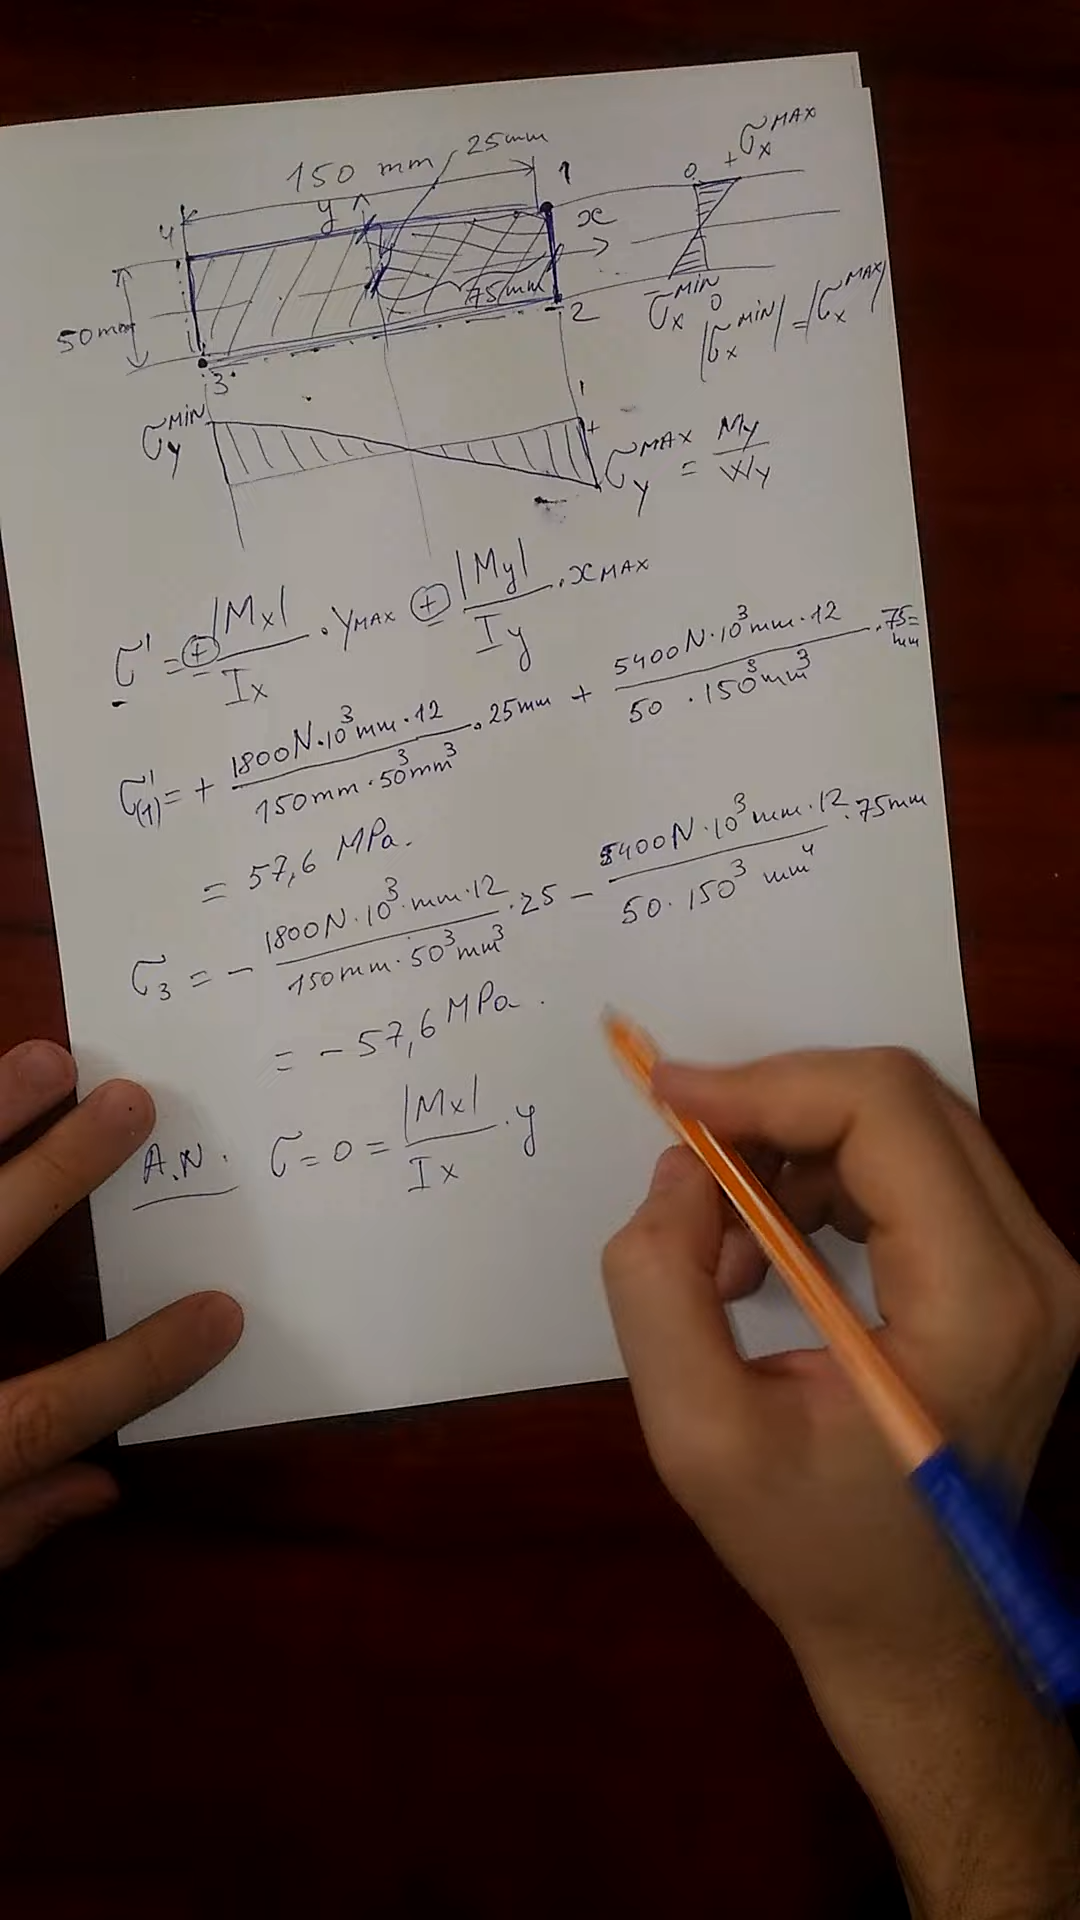 150 mm 25mm
1
y
x
4
75mm
50mm
2
3
0 + σx^MAX
- σx^MIN 0
|σx^MIN| = |σx^MAX|
σy^MIN
1
+
σy^MAX = My/Wy
σ' = ± |Mx|/Ix · yMAX ± |My|/Iy · xMAX
σ'(1) = + 1800N·10³mm·12/150mm·50³mm³ · 25mm + 5400N·10³mm·12/50 · 150³mm³ · 75mm =
= 57,6 MPa.
σ3 = - 1800N·10³·mm·12/150mm·50³mm³ · 25 - 5400N·10³mm·12/50·150³ mm⁴ · 75mm
= -57,6 MPa.
A.N. σ=0= |Mx|/Ix · y